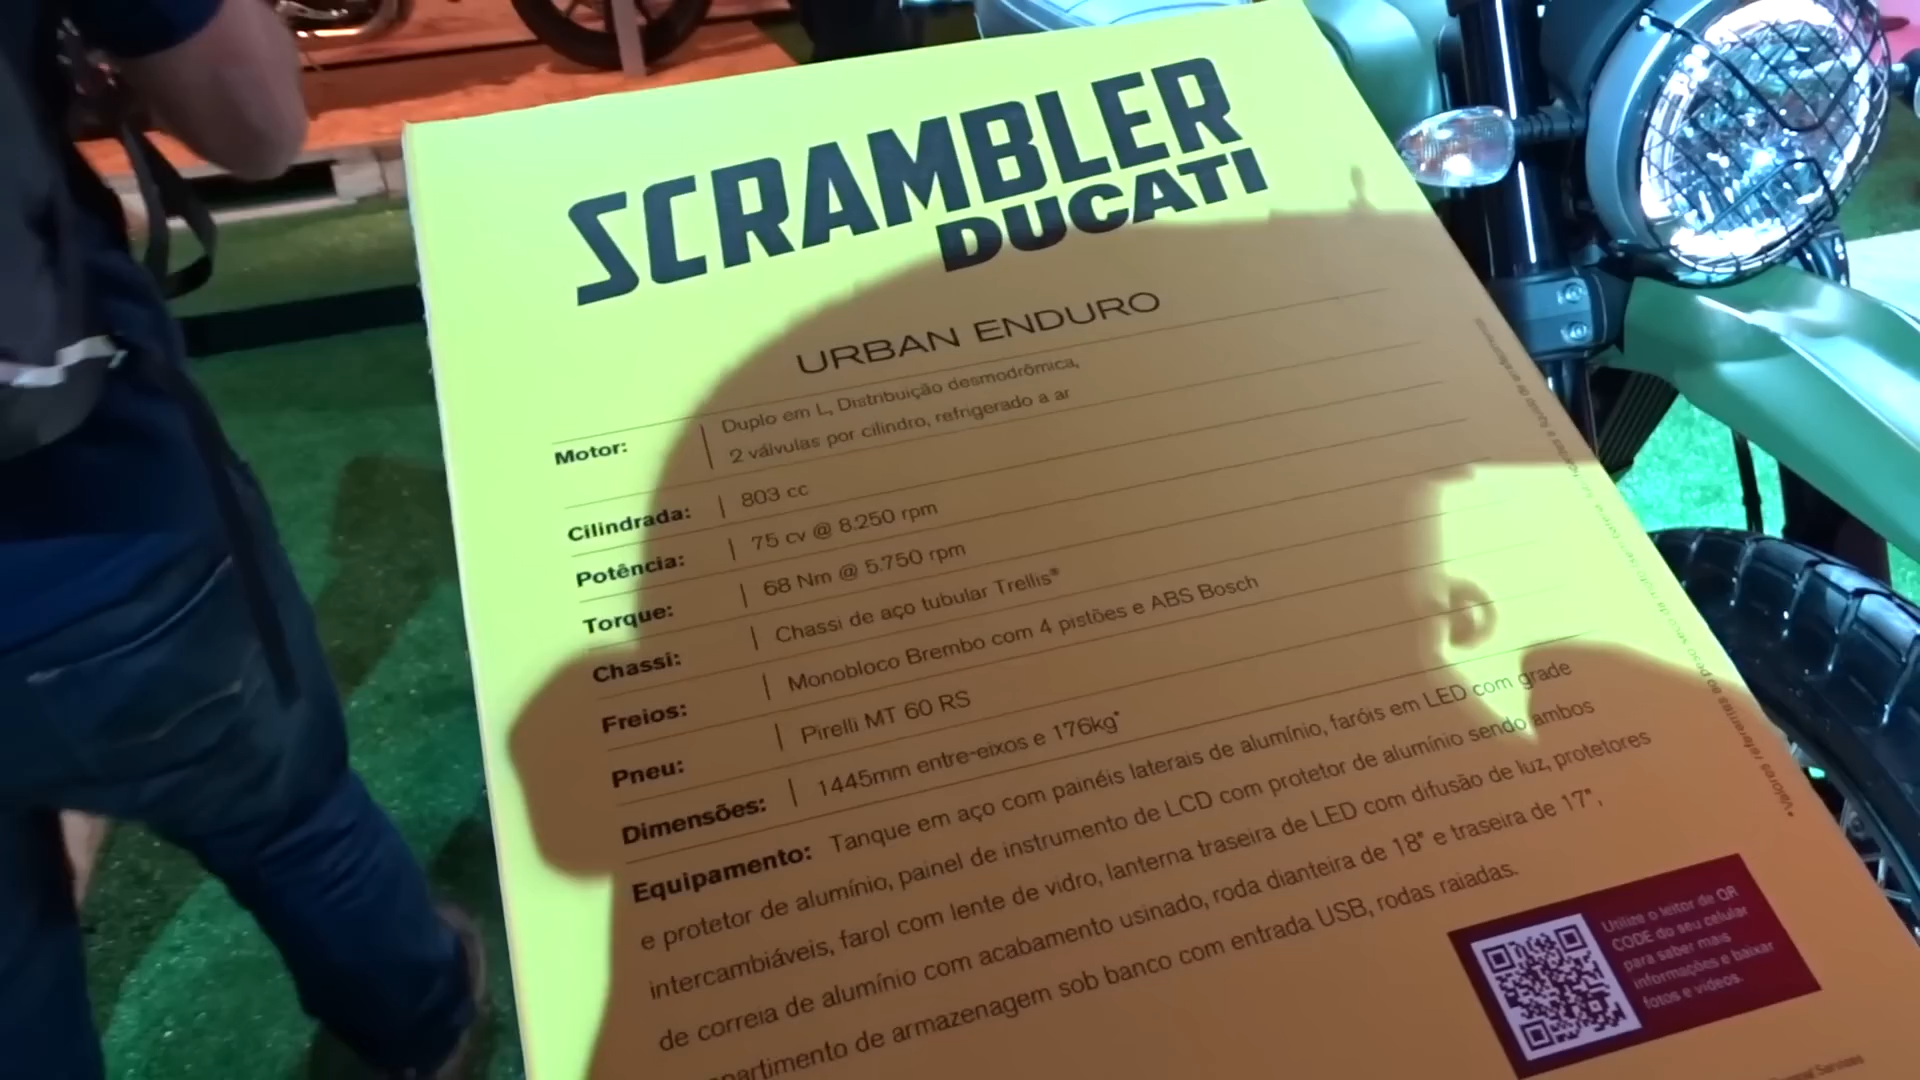 SCRAMBLER
DUCATI
URBAN ENDURO
Motor: Duplo em L, Distribuição desmodrômica,
2 válvulas por cilindro, refrigerado a ar
Cilindrada: 803 cc
Potência: 75 cv @ 8.250 rpm
Torque: 68 Nm @ 5.750 rpm
Chassi: Chassi de aço tubular Trellis®
Freios: Monobloco Brembo com 4 pistões e ABS Bosch
Pneu: Pirelli MT 60 RS
Dimensões: 1445mm entre-eixos e 176kg*
Equipamento: Tanque em aço com painéis laterais de alumínio, faróis em LED com grade
e protetor de alumínio, painel de instrumento de LCD com protetor de alumínio sendo ambos
intercambiáveis, farol com lente de vidro, lanterna traseira de LED com difusão de luz, protetores
de correia de alumínio com acabamento usinado, roda dianteira de 18" e traseira de 17",
partimento de armazenagem sob banco com entrada USB, rodas raiadas.
*Valores referentes ao peso
Utilize o leitor de QR
CODE do seu celular
para saber mais
informações e baixar
fotos e vídeos.